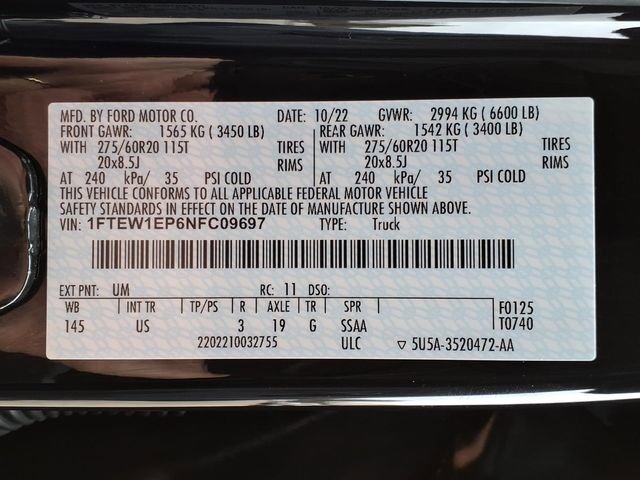 MFD. BY FORD MOTOR CO. DATE: 10/22 GVWR: 2994 KG ( 6600 LB)
FRONT GAWR: 1565 KG ( 3450 LB) REAR GAWR: 1542 KG ( 3400 LB)
WITH 275/60R20 115T TIRES WITH 275/60R20 115T TIRES
20x8.5J RIMS 20x8.5J RIMS
AT 240 kPa/ 35 PSI COLD AT 240 kPa/ 35 PSI COLD
THIS VEHICLE CONFORMS TO ALL APPLICABLE FEDERAL MOTOR VEHICLE
SAFETY STANDARDS IN EFFECT ON THE DATE OF MANUFACTURE SHOWN ABOVE.
VIN: 1FTEW1EP6NFC09697 TYPE: Truck
EXT PNT: UM RC: 11 DSO:
WB INT TR TP/PS R AXLE TR SPR F0125
145 US 3 19 G SSAA T0740
2202210032755 ULC ▽ 5U5A-3520472-AA